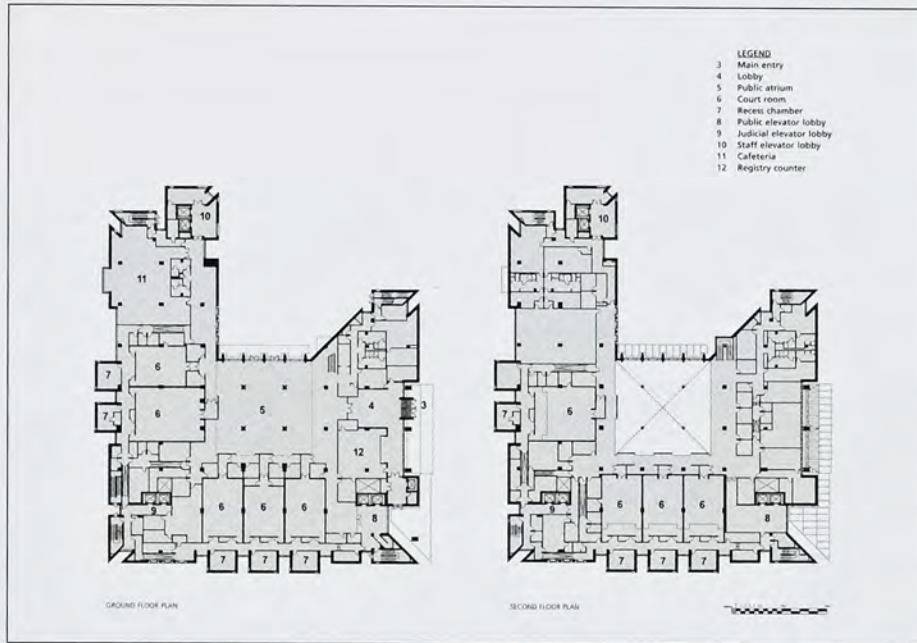 LEGEND
3 Main entry
4 Lobby
5 Public atrium
6 Court room
7 Recess chamber
8 Public elevator lobby
9 Judicial elevator lobby
10 Staff elevator lobby
11 Cafeteria
12 Registry counter
10
11
6
7
6
7
5
4
3
12
9
6 6 6
8
7 7 7
GROUND FLOOR PLAN
10
6
7
9
6 6 6
8
7 7 7
SECOND FLOOR PLAN